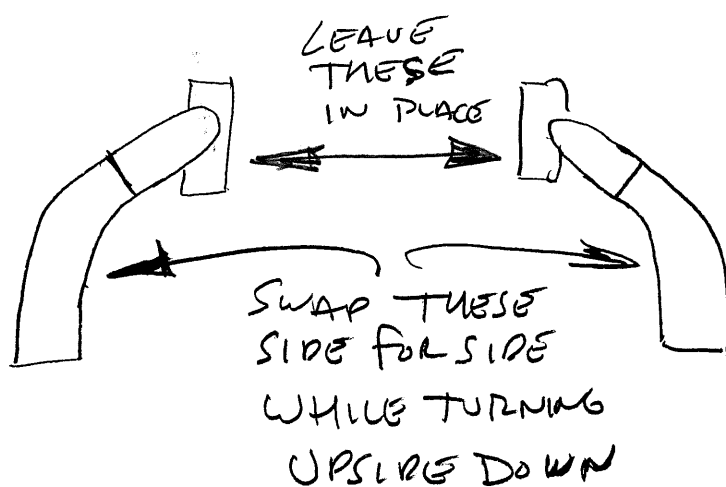 LEAVE
THESE
IN PLACE
SWAP THESE
SIDE FOR SIDE
WHILE TURNING
UPSIDE DOWN